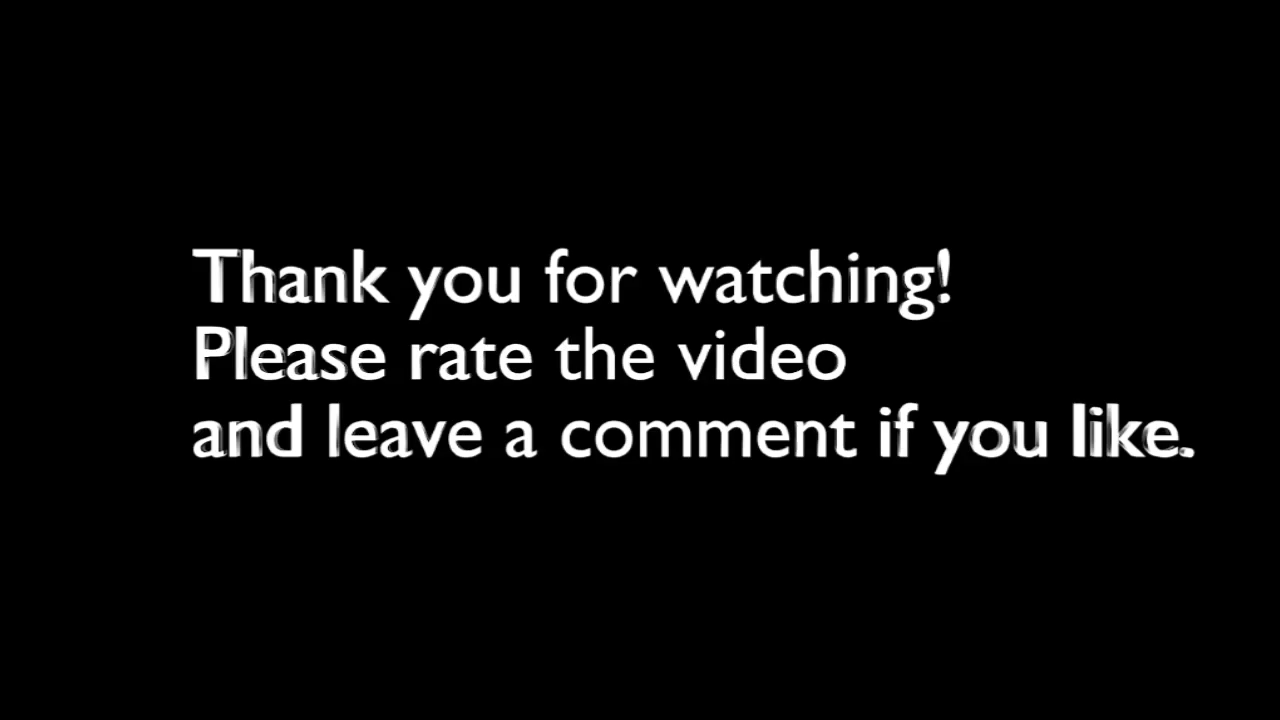 Thank you for watching!
Please rate the video
and leave a comment if you like.